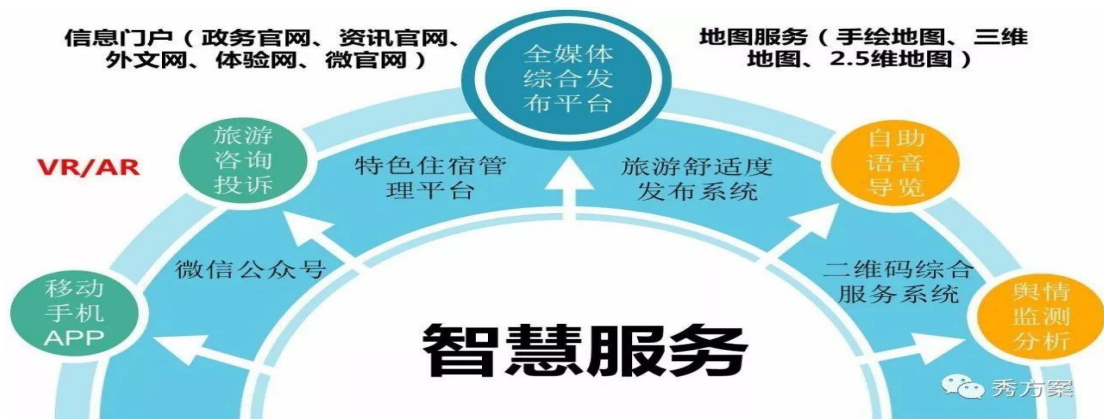 信息门户（政务官网、资讯官网、
外文网、体验网、微官网）
全媒体
综合发
布平台
地图服务（手绘地图、三维
地图、2.5维地图）
VR/AR
旅游
咨询
投诉
特色住宿管
理平台
旅游舒适度
发布系统
自助
语音
导览
移动
手机
APP
微信公众号
二维码综合
服务系统
舆情
监测
分析
智慧服务
秀方案